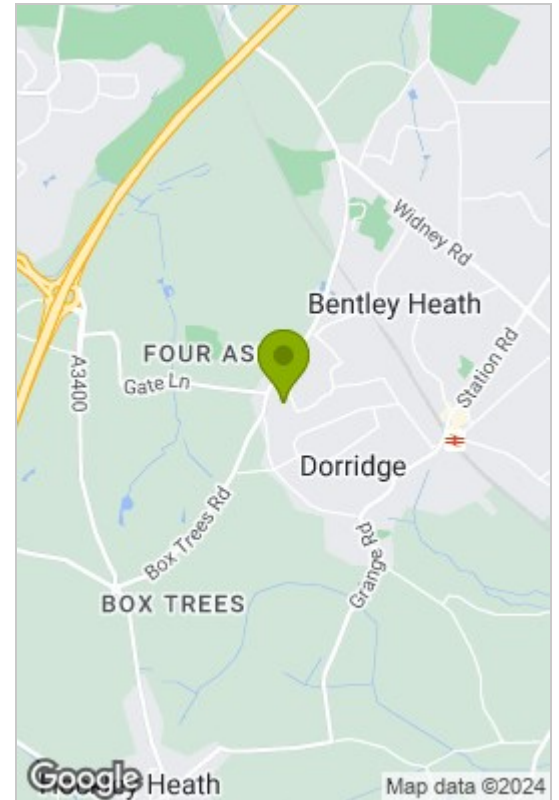 Widney Rd
Bentley Heath
Station Rd
FOUR AS
Gate Ln
A3400
Dorridge
Box Trees Rd
Grange Rd
BOX TREES
Google
Heath
Map data ©2024